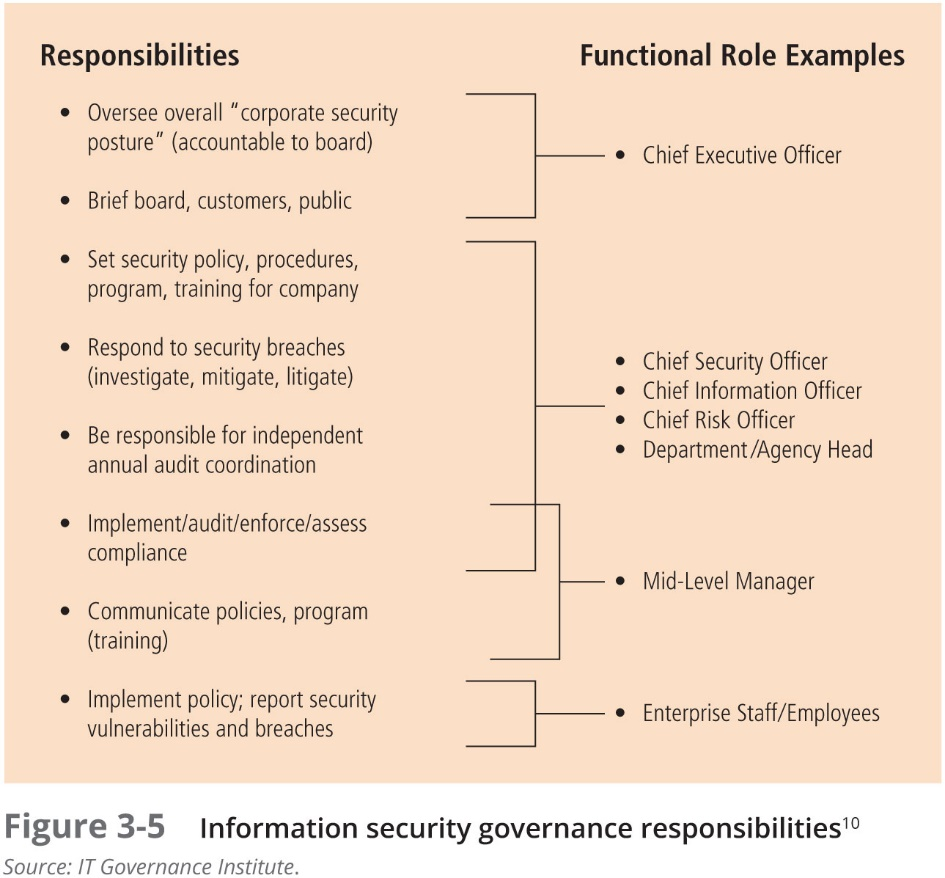 Responsibilities
Functional Role Examples
• Oversee overall “corporate security
posture” (accountable to board)
• Brief board, customers, public
• Chief Executive Officer
• Set security policy, procedures,
program, training for company
• Respond to security breaches
(investigate, mitigate, litigate)
• Be responsible for independent
annual audit coordination
• Implement/audit/enforce/assess
compliance
• Chief Security Officer
• Chief Information Officer
• Chief Risk Officer
• Department/Agency Head
• Communicate policies, program
(training)
• Mid-Level Manager
• Implement policy; report security
vulnerabilities and breaches
• Enterprise Staff/Employees
Figure 3-5 Information security governance responsibilities¹⁰
Source: IT Governance Institute.